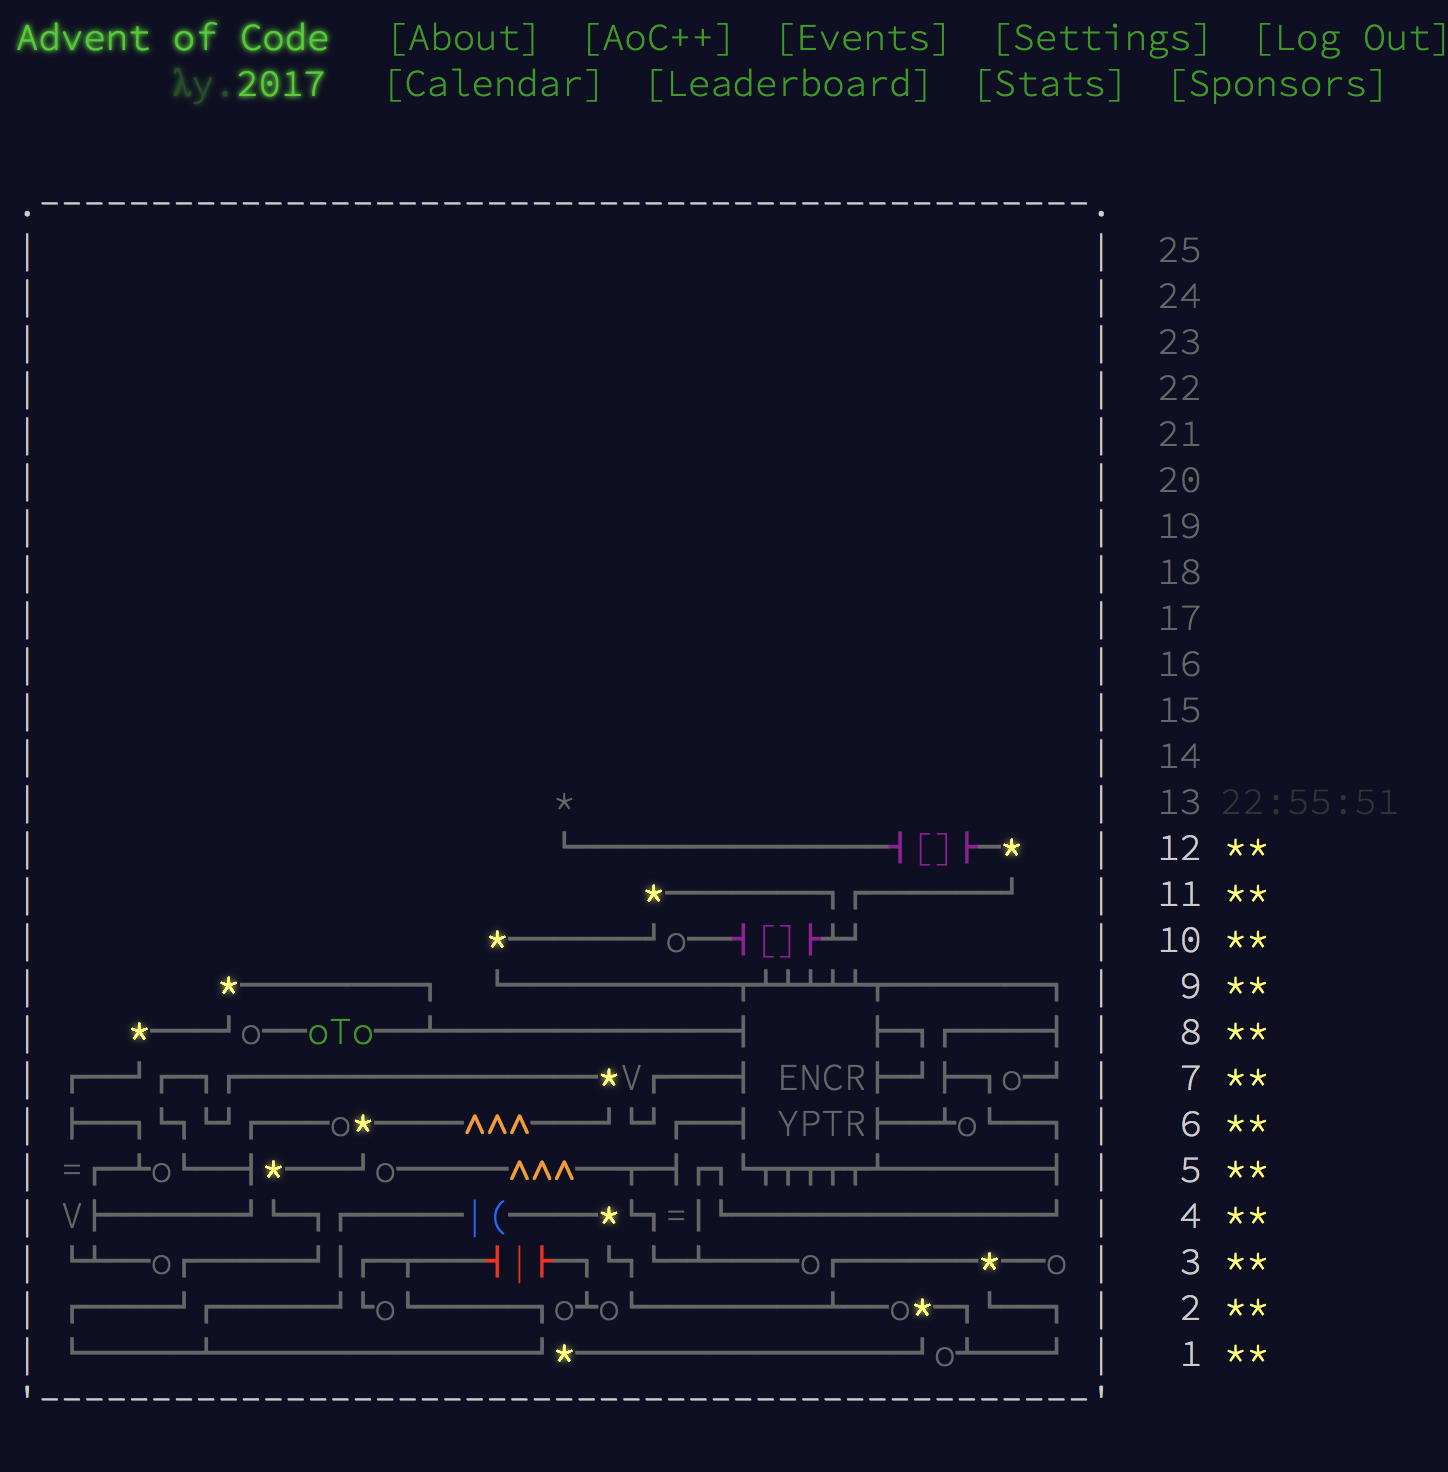 Advent of Code [About] [AoC++] [Events] [Settings] [Log Out]
λy.2017 [Calendar] [Leaderboard] [Stats] [Sponsors]
25
24
23
22
21
20
19
18
17
16
15
14
* 13 22:55:51
[] * 12 **
* 11 **
* o [] 10 **
* 9 **
* o oTo 8 **
* V ENCR o 7 **
o * ^^^ YPTR o 6 **
= o * o ^^^ 5 **
V |( * = 4 **
o | o * o 3 **
o o o o * 2 **
* o 1 **